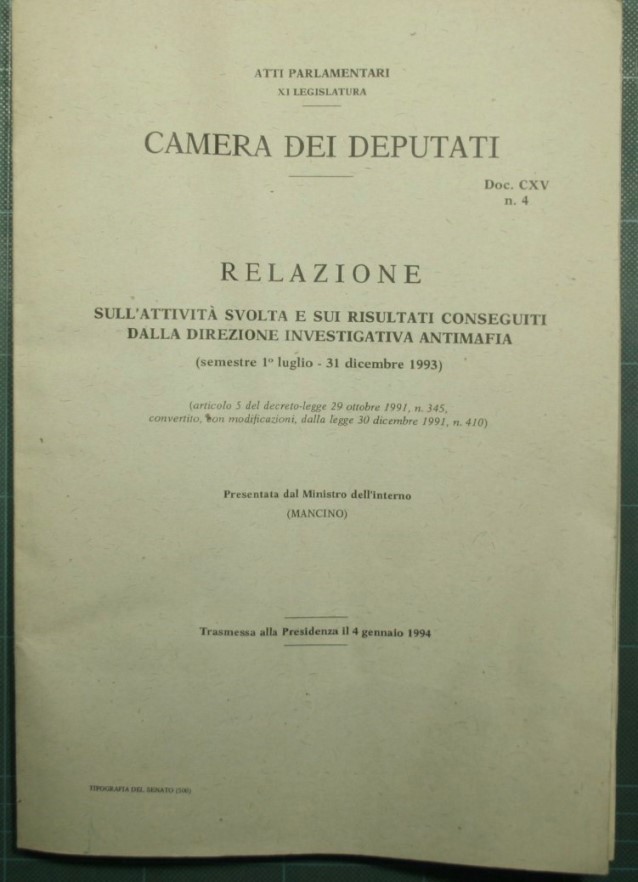 ATTI PARLAMENTARI
XI LEGISLATURA
CAMERA DEI DEPUTATI
Doc. CXV
n. 4
RELAZIONE
SULL'ATTIVITÀ SVOLTA E SUI RISULTATI CONSEGUITI
DALLA DIREZIONE INVESTIGATIVA ANTIMAFIA
(semestre 1º luglio - 31 dicembre 1993)
(articolo 5 del decreto-legge 29 ottobre 1991, n. 345,
convertito, con modificazioni, dalla legge 30 dicembre 1991, n. 410)
Presentata dal Ministro dell'interno
(MANCINO)
Trasmessa alla Presidenza il 4 gennaio 1994
TIPOGRAFIA DEL SENATO (500)